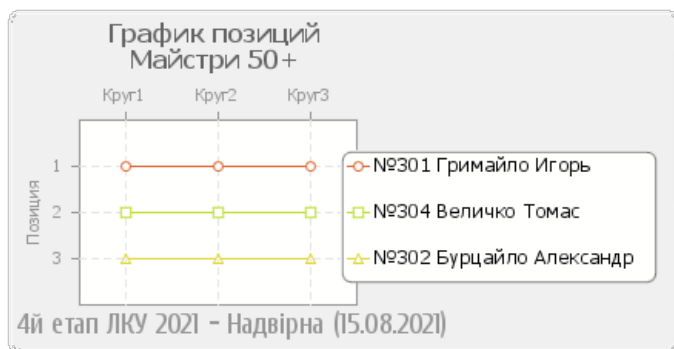 График позиций
Майстри 50+
Круг1 Круг2 Круг3
Позиция
1
2
3
№301 Гримайло Игорь
№304 Величко Томас
№302 Бурцайло Александр
4й етап ЛКУ 2021 - Надвірна (15.08.2021)